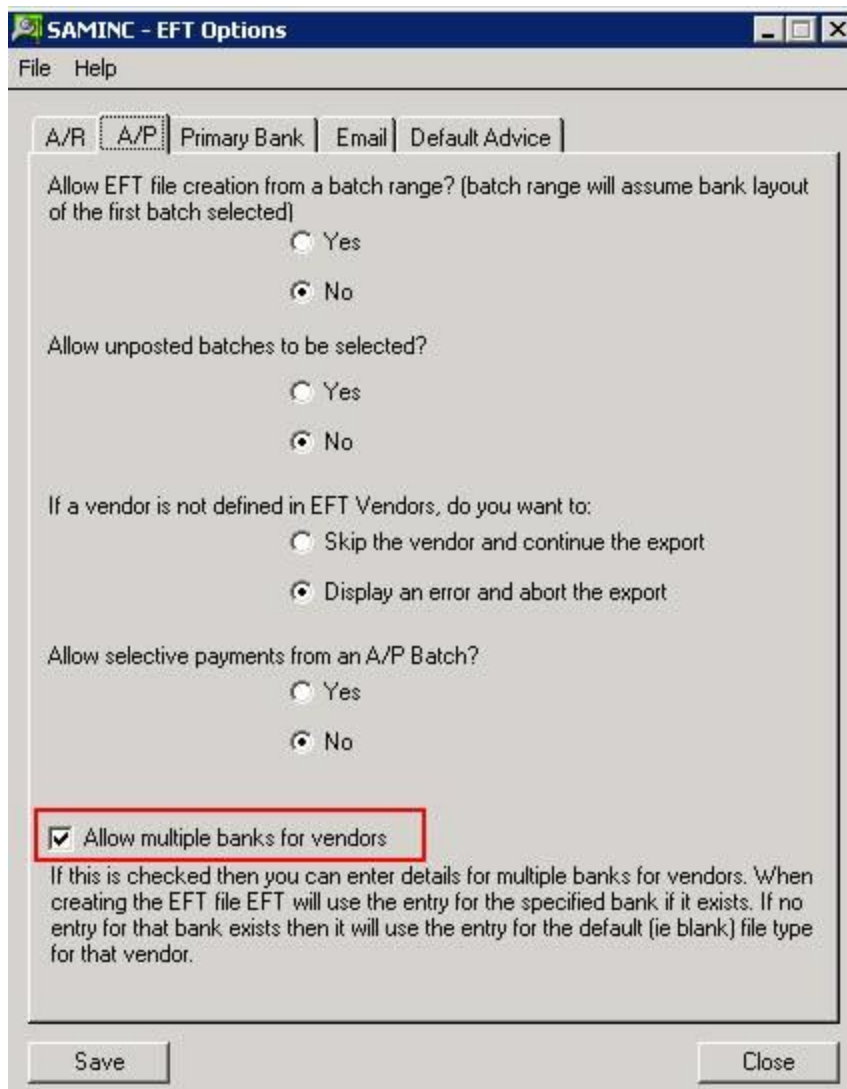 SAMINC - EFT Options
File Help
A/R A/P Primary Bank Email Default Advice
Allow EFT file creation from a batch range? (batch range will assume bank layout
of the first batch selected)
Yes
No
Allow unposted batches to be selected?
Yes
No
If a vendor is not defined in EFT Vendors, do you want to:
Skip the vendor and continue the export
Display an error and abort the export
Allow selective payments from an A/P Batch?
Yes
No
Allow multiple banks for vendors
If this is checked then you can enter details for multiple banks for vendors. When
creating the EFT file EFT will use the entry for the specified bank if it exists. If no
entry for that bank exists then it will use the entry for the default (ie blank) file type
for that vendor.
Save Close